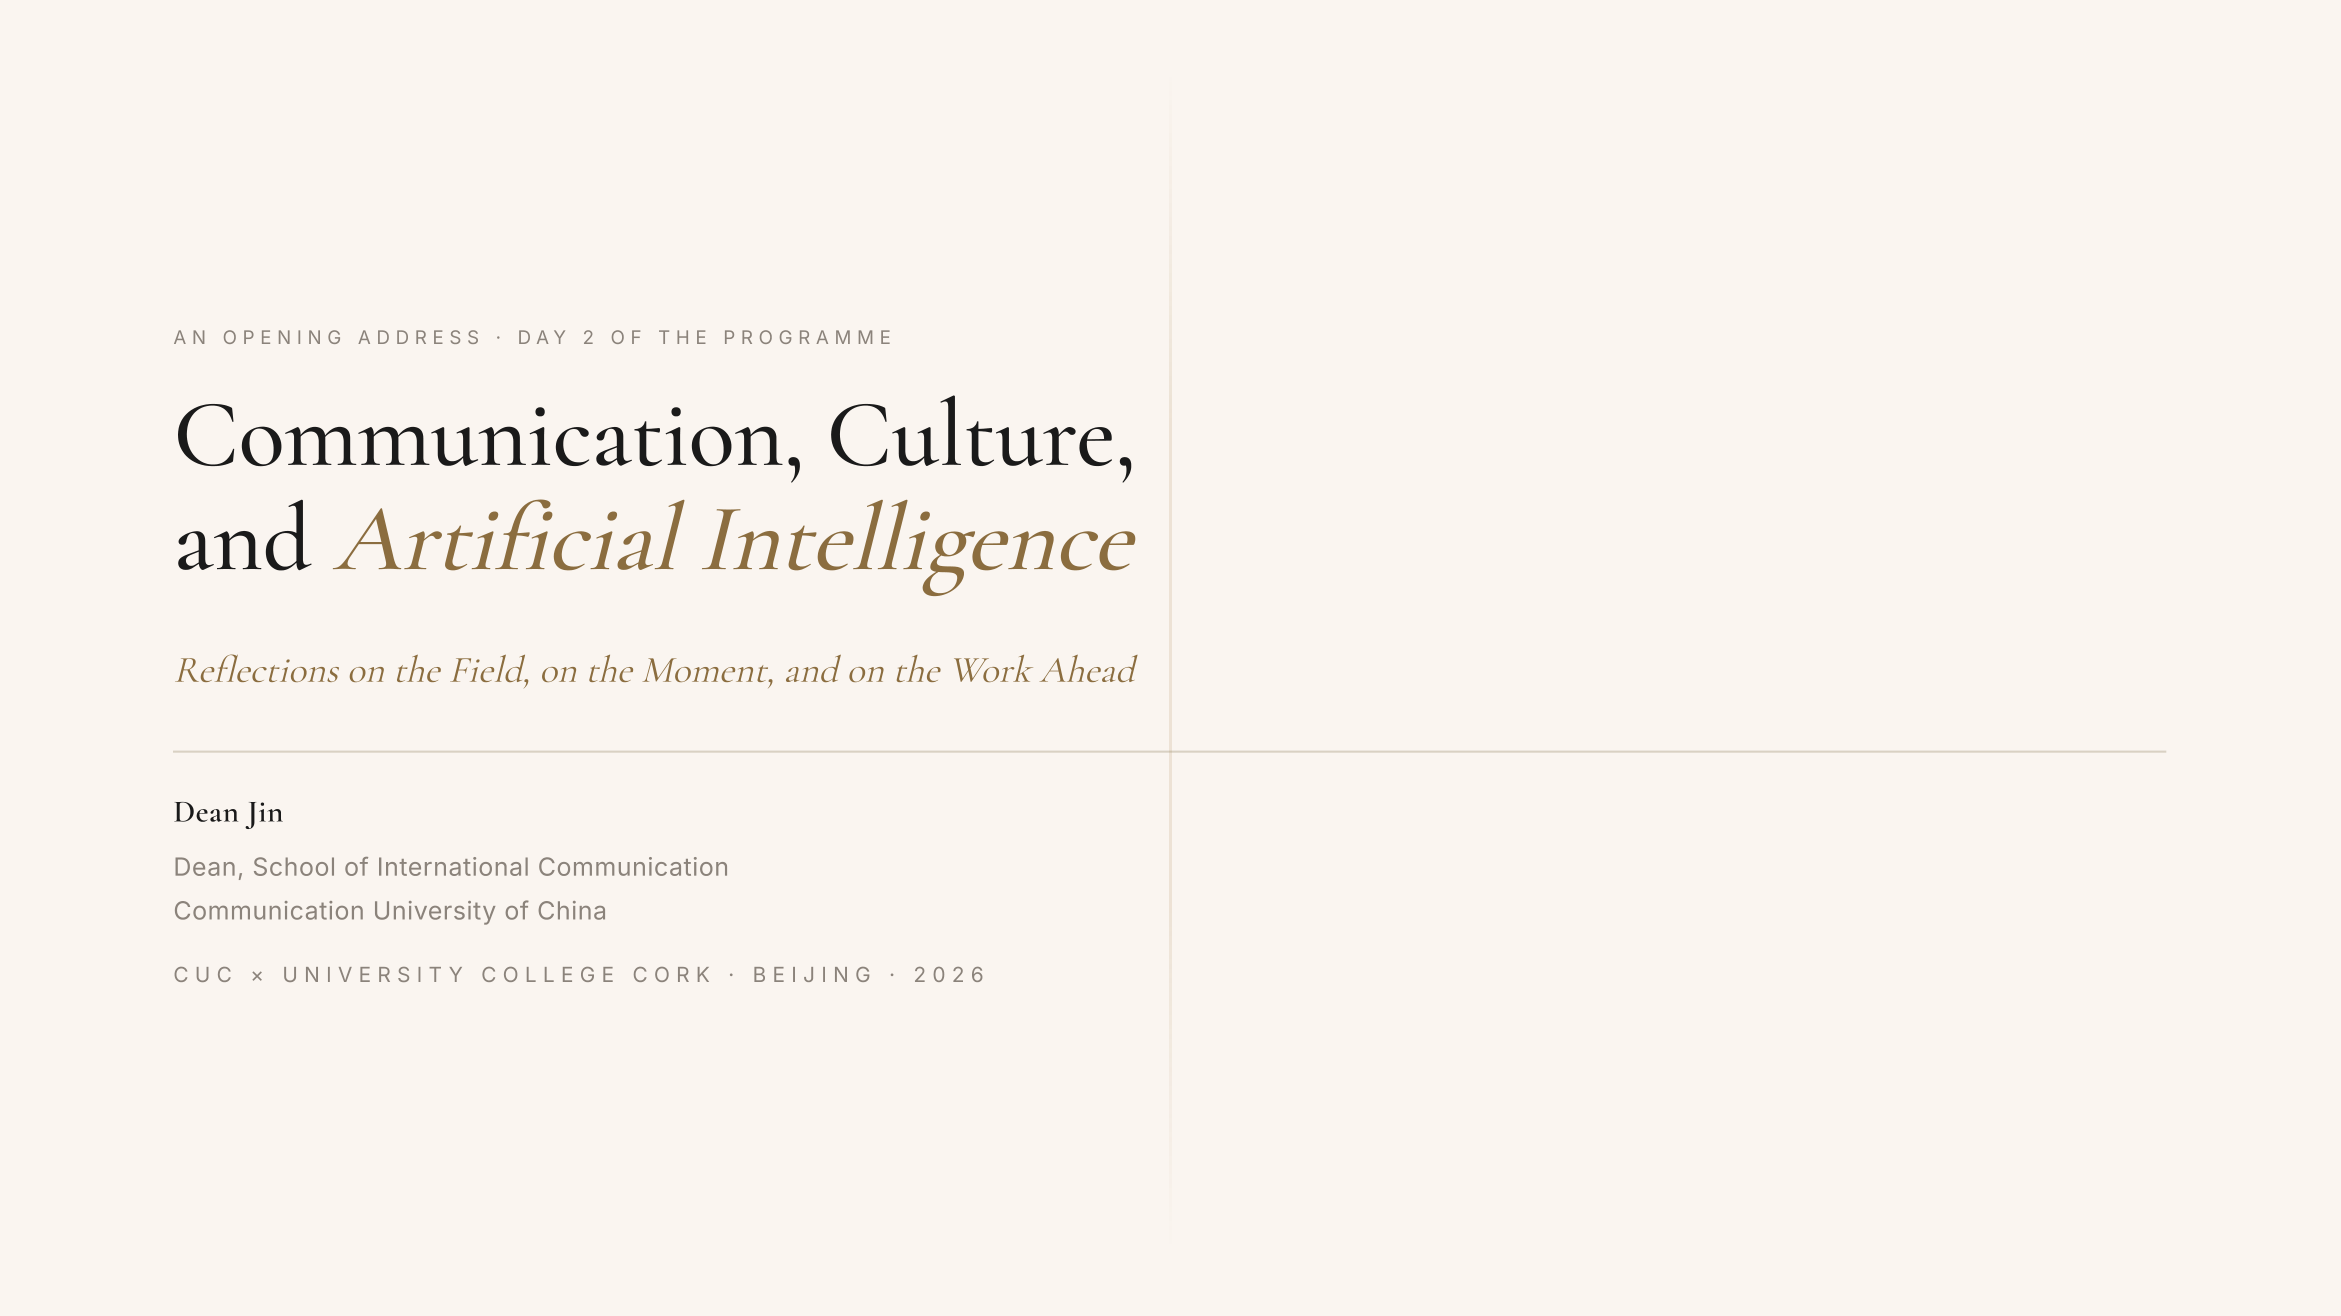 AN OPENING ADDRESS · DAY 2 OF THE PROGRAMME
Communication, Culture,
and Artificial Intelligence
Reflections on the Field, on the Moment, and on the Work Ahead
Dean Jin
Dean, School of International Communication
Communication University of China
CUC × UNIVERSITY COLLEGE CORK · BEIJING · 2026